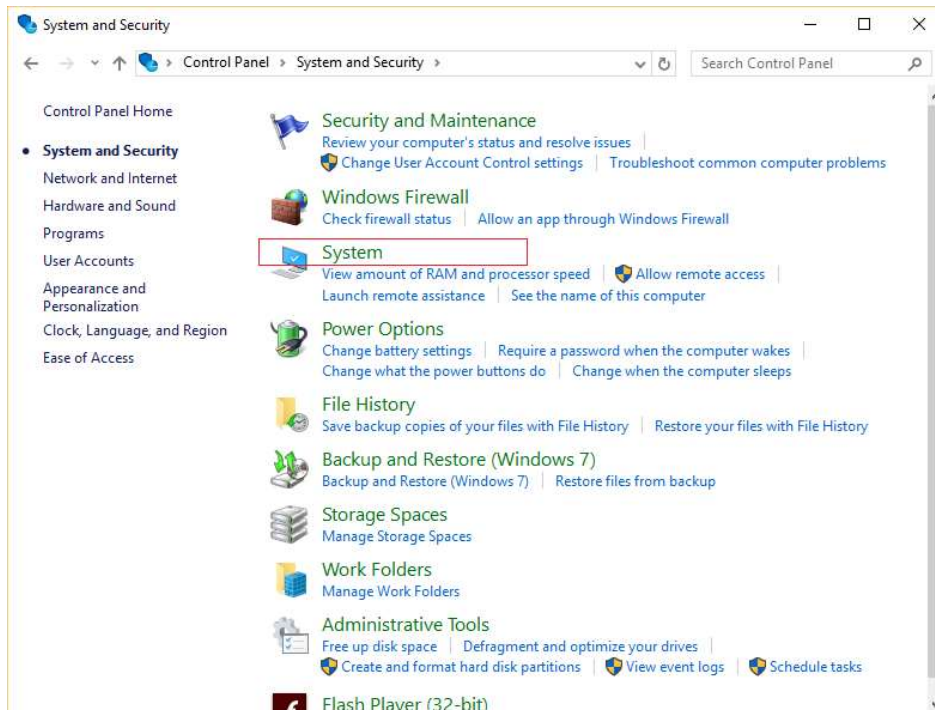 System and Security
Control Panel › System and Security ›
Search Control Panel
Control Panel Home
System and Security
Network and Internet
Hardware and Sound
Programs
User Accounts
Appearance and
Personalization
Clock, Language, and Region
Ease of Access
Security and Maintenance
Review your computer's status and resolve issues
Change User Account Control settings
Troubleshoot common computer problems
Windows Firewall
Check firewall status
Allow an app through Windows Firewall
System
View amount of RAM and processor speed
Allow remote access
Launch remote assistance
See the name of this computer
Power Options
Change battery settings
Require a password when the computer wakes
Change what the power buttons do
Change when the computer sleeps
File History
Save backup copies of your files with File History
Restore your files with File History
Backup and Restore (Windows 7)
Backup and Restore (Windows 7)
Restore files from backup
Storage Spaces
Manage Storage Spaces
Work Folders
Manage Work Folders
Administrative Tools
Free up disk space
Defragment and optimize your drives
Create and format hard disk partitions
View event logs
Schedule tasks
Flash Player (32-bit)